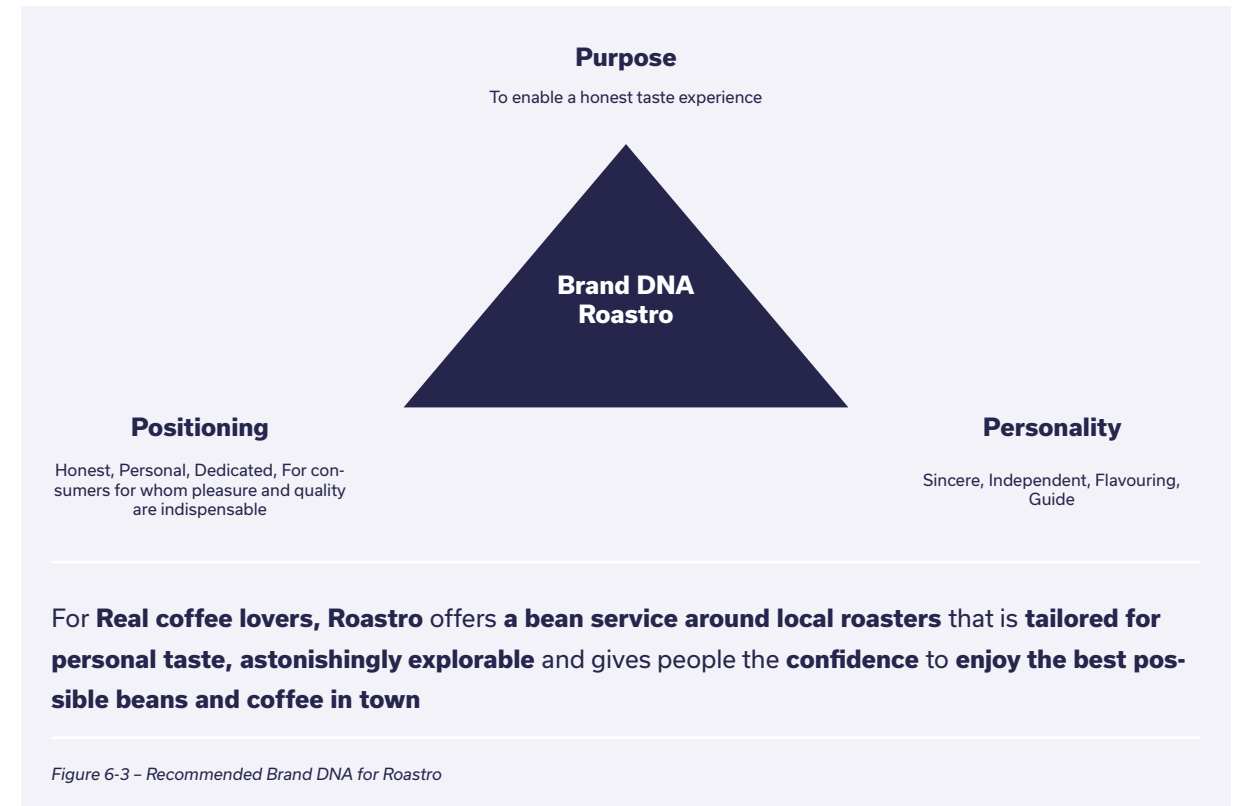 Purpose
To enable a honest taste experience
Brand DNA
Roastro
Positioning
Honest, Personal, Dedicated, For con-
sumers for whom pleasure and quality
are indispensable
Personality
Sincere, Independent, Flavouring,
Guide
For Real coffee lovers, Roastro offers a bean service around local roasters that is tailored for
personal taste, astonishingly explorable and gives people the confidence to enjoy the best pos-
sible beans and coffee in town
Figure 6-3 – Recommended Brand DNA for Roastro